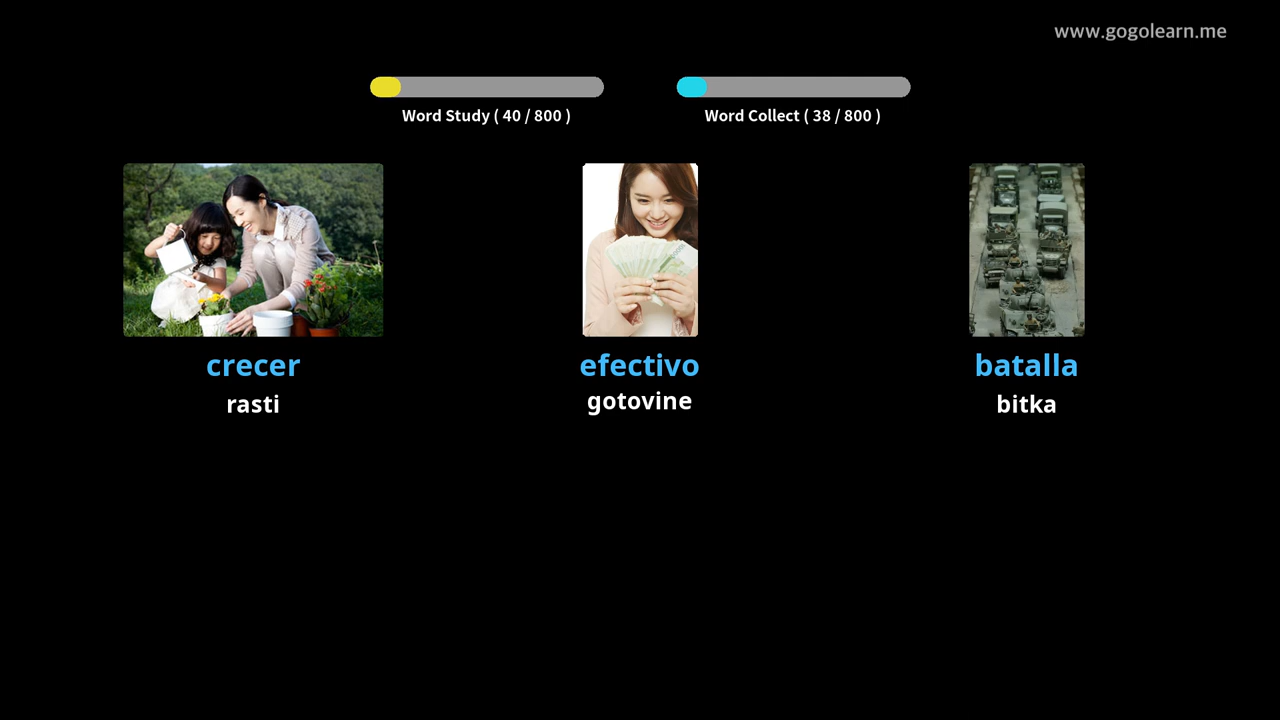 www.gogolearn.me
Word Study ( 40 / 800 )
Word Collect ( 38 / 800 )
crecer
rasti
efectivo
gotovine
batalla
bitka